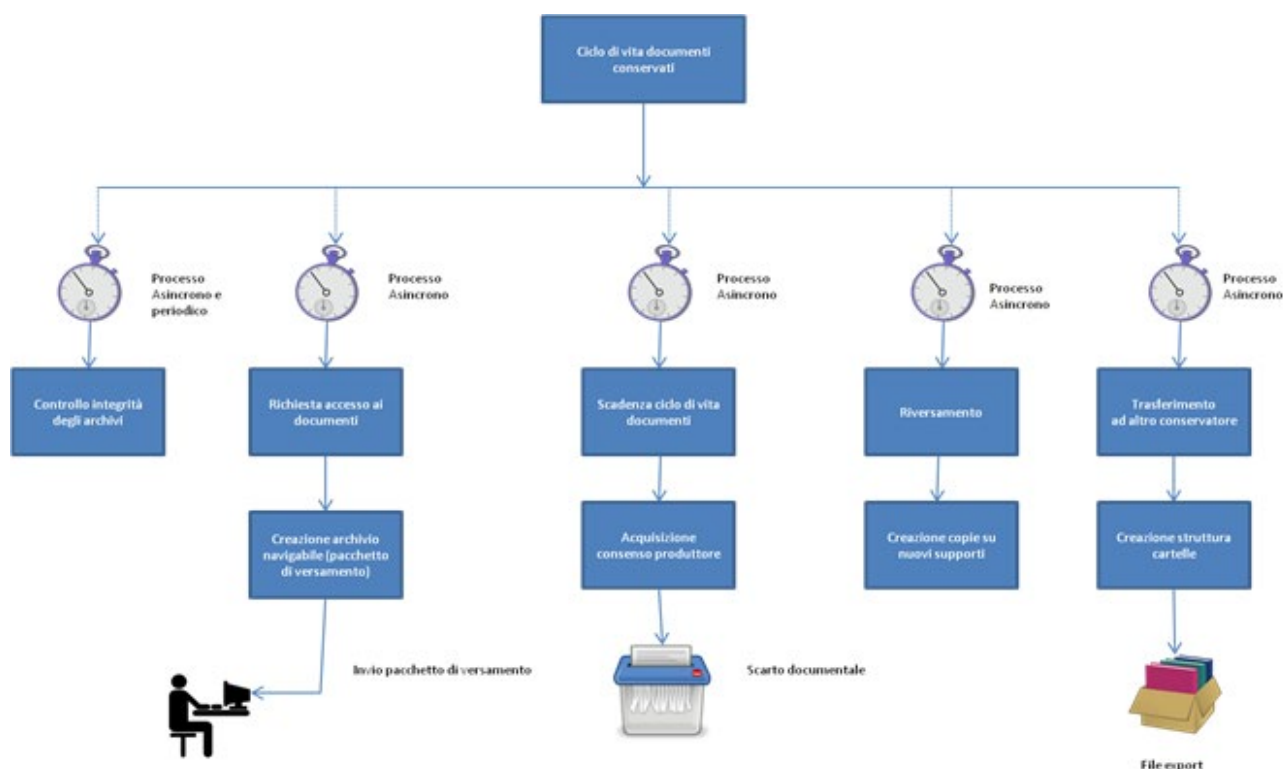 Ciclo di vita documenti
conservati
Processo
Asincrono e
periodico
Processo
Asincrono
Processo
Asincrono
Processo
Asincrono
Processo
Asincrono
Controllo integrità
degli archivi
Richiesta accesso ai
documenti
Scadenza ciclo di vita
documenti
Riversamento
Trasferimento
ad altro conservatore
Creazione archivio
navigabile (pacchetto
di versamento)
Acquisizione
consenso produttore
Creazione copie su
nuovi supporti
Creazione struttura
cartelle
Invio pacchetto di versamento
Scarto documentale
File export